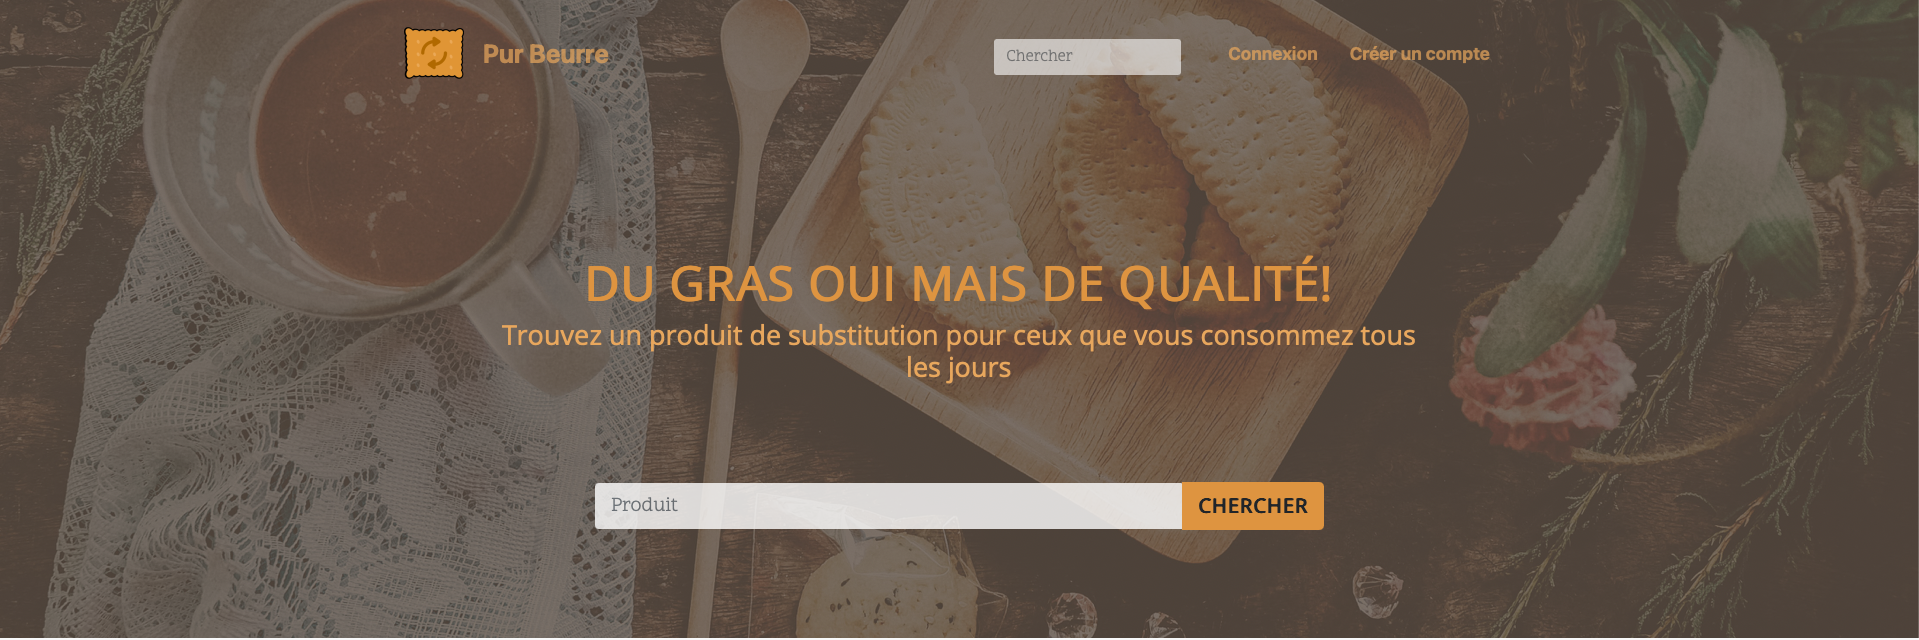 Pur Beurre
Chercher
Connexion
Créer un compte
DU GRAS OUI MAIS DE QUALITÉ!
Trouvez un produit de substitution pour ceux que vous consommez tous
les jours
Produit
CHERCHER